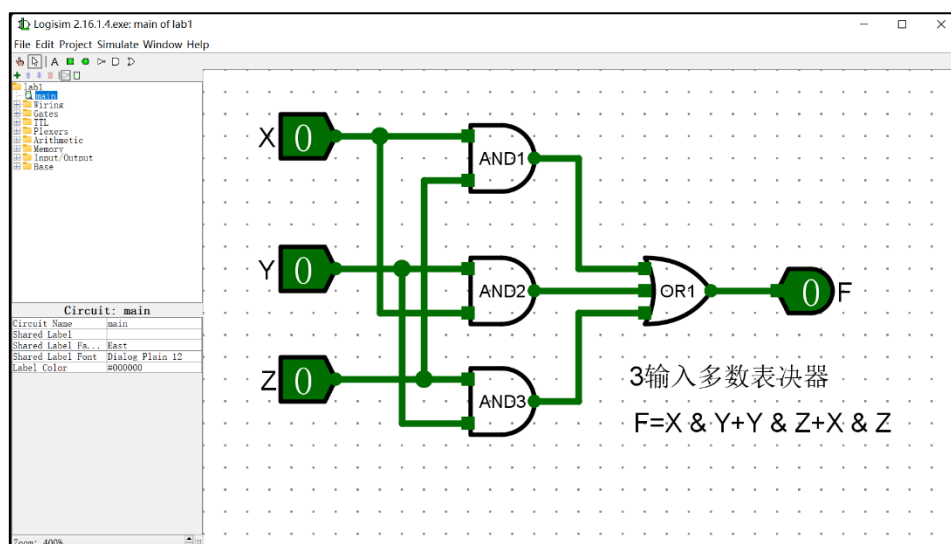 Logisim 2.16.1.4.exe: main of lab1
File Edit Project Simulate Window Help
A
lab1
main
Wiring
Gates
TTL
Plexers
Arithmetic
Memory
Input/Output
Base
X 0
AND1
Y 0
AND2
OR1
0 F
Z 0
AND3
3输入多数表决器
F=X & Y+Y & Z+X & Z
Circuit: main
Circuit Name main
Shared Label
Shared Label Fa... East
Shared Label Font Dialog Plain 12
Label Color #000000
Zoom: 400%